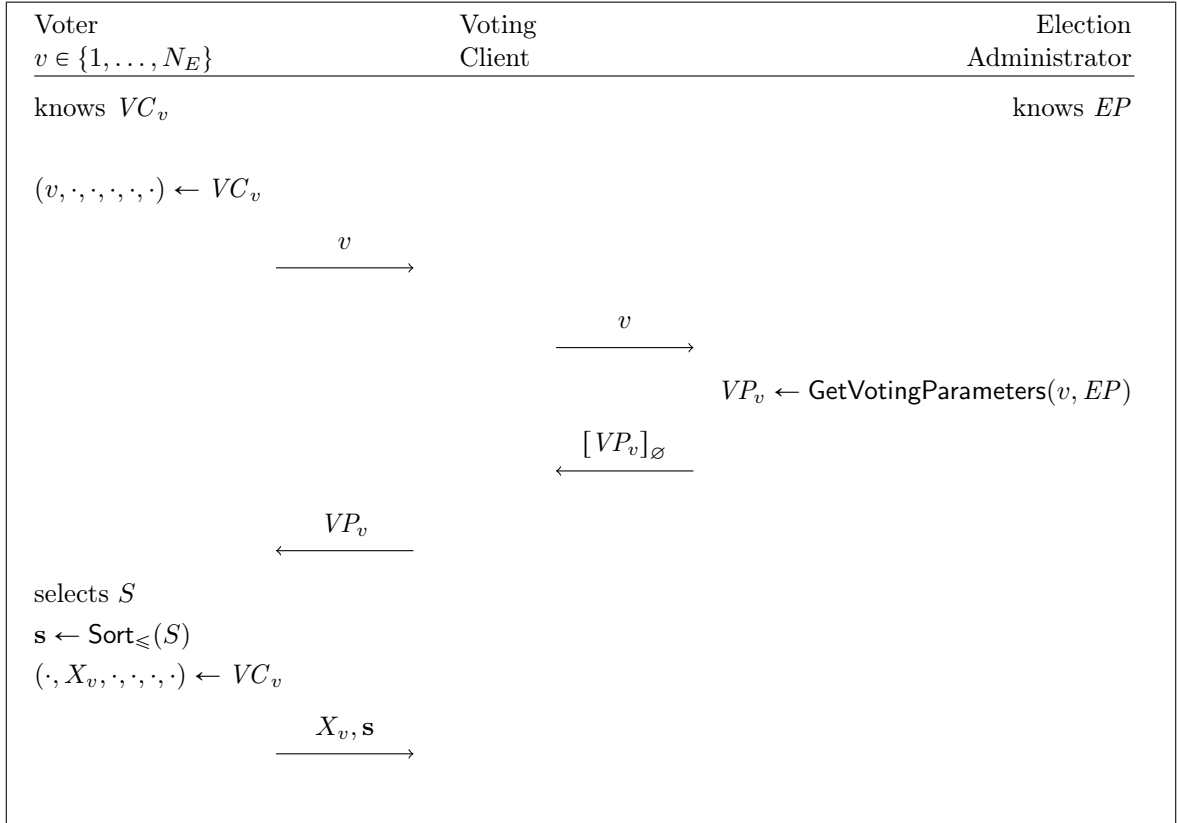 Voter Voting Election
v ∈ {1, . . . , N_E} Client Administrator
knows VC_v knows EP
(v, ·, ·, ·, ·, ·) ← VC_v
v
v
VP_v ← GetVotingParameters(v, EP)
[VP_v]_∅
VP_v
selects S
s ← Sort_⩽(S)
(·, X_v, ·, ·, ·, ·) ← VC_v
X_v, s